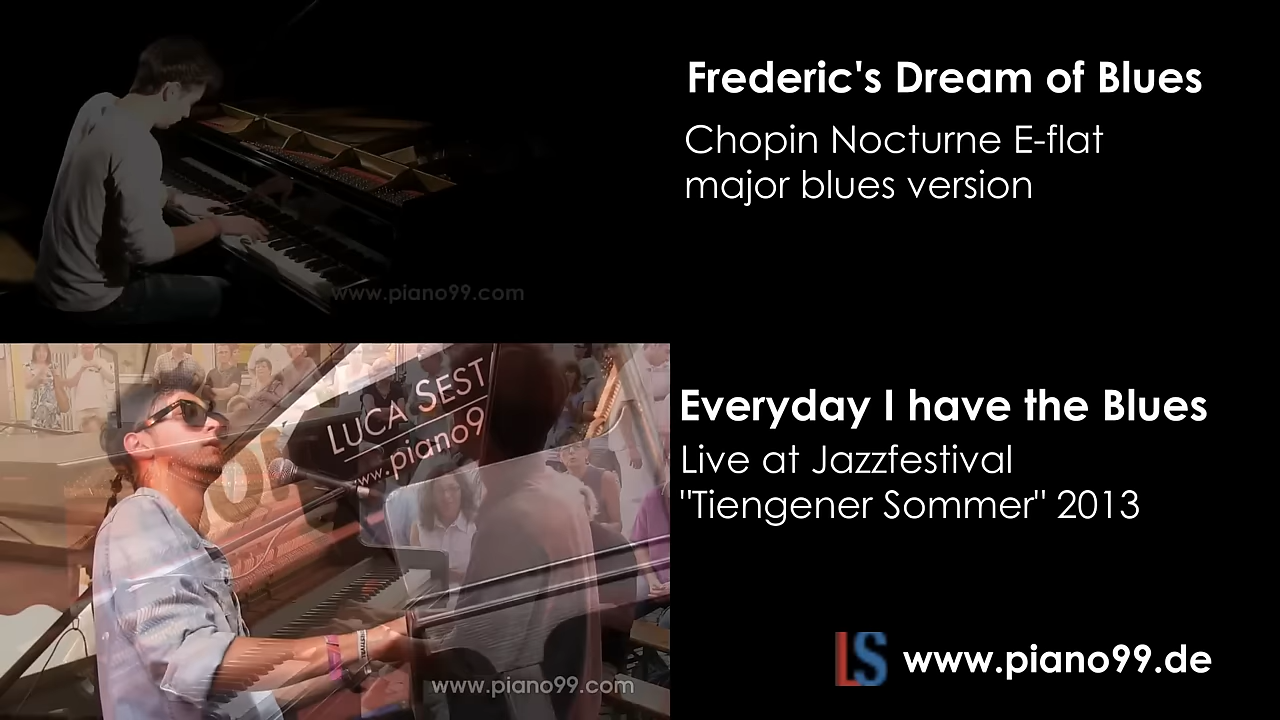 Frederic's Dream of Blues
Chopin Nocturne E-flat
major blues version
www.piano99.com
LUCA SEST
www.piano9
Everyday I have the Blues
Live at Jazzfestival
"Tiengener Sommer" 2013
www.piano99.com
LS www.piano99.de